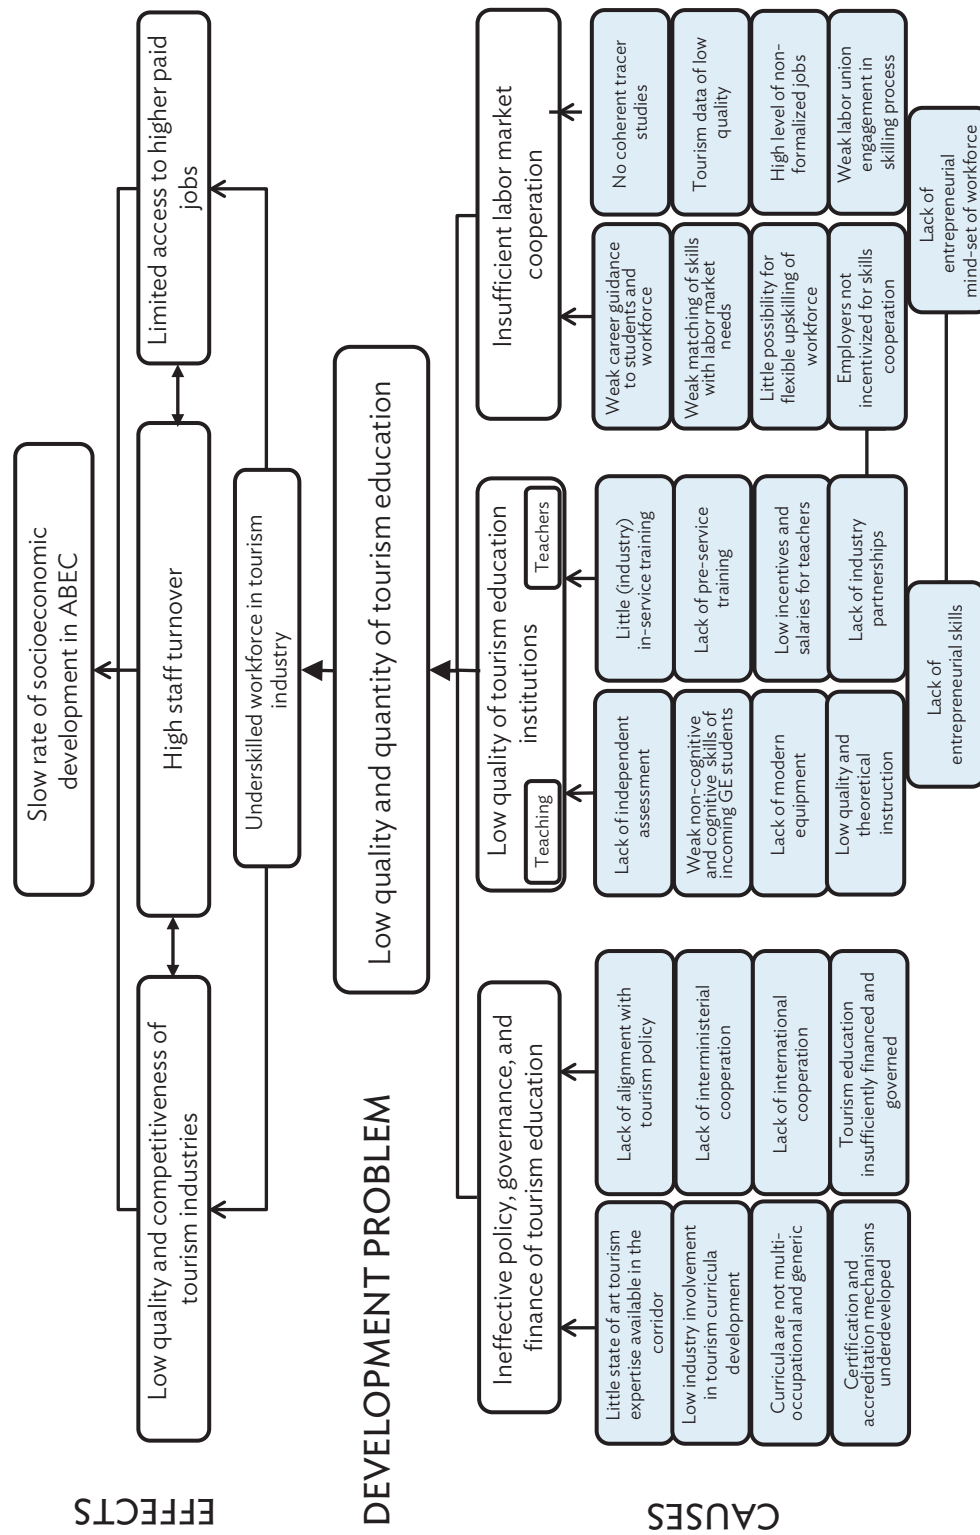 EFFECTS
Slow rate of socioeconomic
development in ABEC
Low quality and competitiveness of
tourism industries
High staff turnover
Limited access to higher paid
jobs
Underskilled workforce in tourism
industry
DEVELOPMENT PROBLEM
Low quality and quantity of tourism education
CAUSES
Ineffective policy, governance, and
finance of tourism education
Low quality of tourism education
institutions
Teaching
Teachers
Insufficient labor market
cooperation
Little state of art tourism
expertise available in the
corridor
Low industry involvement
in tourism curricula
development
Curricula are not multi-
occupational and generic
Certification and
accreditation mechanisms
underdeveloped
Lack of alignment with
tourism policy
Lack of interministerial
cooperation
Lack of international
cooperation
Tourism education
insufficiently financed and
governed
Lack of independent
assessment
Weak non-cognitive
and cognitive skills of
incoming GE students
Lack of modern
equipment
Low quality and
theoretical
instruction
Little (industry)
in-service training
Lack of pre-service
training
Low incentives and
salaries for teachers
Lack of industry
partnerships
Weak career guidance
to students and
workforce
Weak matching of skills
with labor market
needs
Little possibility for
flexible upskilling of
workforce
Employers not
incentivized for skills
cooperation
No coherent tracer
studies
Tourism data of low
quality
High level of non-
formalized jobs
Weak labor union
engagement in
skilling process
Lack of
entrepreneurial skills
Lack of
entrepreneurial
mind-set of workforce